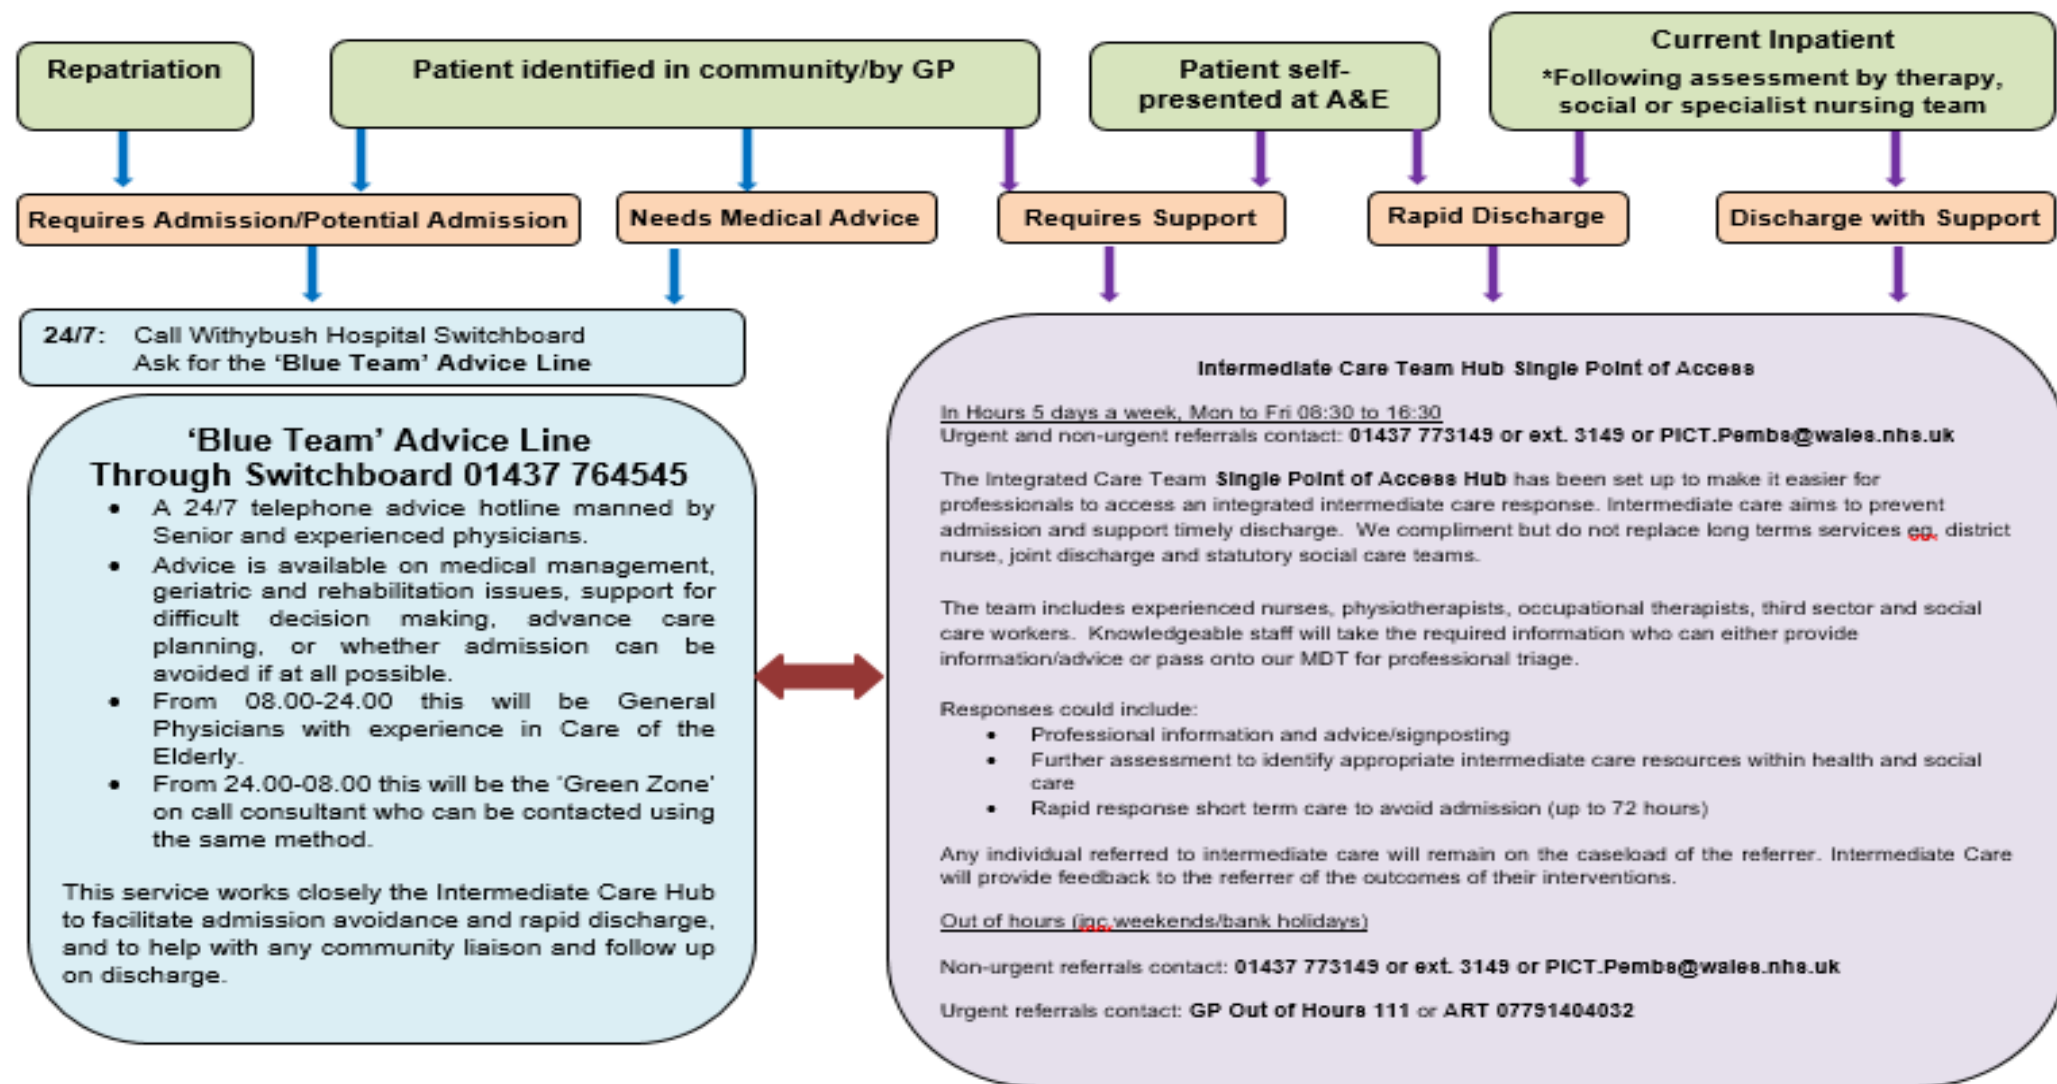 Repatriation
Patient identified in community/by GP
Patient self-
presented at A&E
Current Inpatient
*Following assessment by therapy,
social or specialist nursing team
Requires Admission/Potential Admission
Needs Medical Advice
Requires Support
Rapid Discharge
Discharge with Support
24/7: Call Withybush Hospital Switchboard
Ask for the ‘Blue Team’ Advice Line
‘Blue Team’ Advice Line
Through Switchboard 01437 764545
• A 24/7 telephone advice hotline manned by
Senior and experienced physicians.
• Advice is available on medical management,
geriatric and rehabilitation issues, support for
difficult decision making, advance care
planning, or whether admission can be
avoided if at all possible.
• From 08.00-24.00 this will be General
Physicians with experience in Care of the
Elderly.
• From 24.00-08.00 this will be the ‘Green Zone’
on call consultant who can be contacted using
the same method.
This service works closely the Intermediate Care Hub
to facilitate admission avoidance and rapid discharge,
and to help with any community liaison and follow up
on discharge.
Intermediate Care Team Hub Single Point of Access
In Hours 5 days a week, Mon to Fri 08:30 to 16:30
Urgent and non-urgent referrals contact: 01437 773149 or ext. 3149 or PICT.Pembs@wales.nhs.uk
The Integrated Care Team Single Point of Access Hub has been set up to make it easier for
professionals to access an integrated intermediate care response. Intermediate care aims to prevent
admission and support timely discharge. We compliment but do not replace long terms services eg, district
nurse, joint discharge and statutory social care teams.
The team includes experienced nurses, physiotherapists, occupational therapists, third sector and social
care workers. Knowledgeable staff will take the required information who can either provide
information/advice or pass onto our MDT for professional triage.
Responses could include:
• Professional information and advice/signposting
• Further assessment to identify appropriate intermediate care resources within health and social
care
• Rapid response short term care to avoid admission (up to 72 hours)
Any individual referred to intermediate care will remain on the caseload of the referrer. Intermediate Care
will provide feedback to the referrer of the outcomes of their interventions.
Out of hours (inc. weekends/bank holidays)
Non-urgent referrals contact: 01437 773149 or ext. 3149 or PICT.Pembs@wales.nhs.uk
Urgent referrals contact: GP Out of Hours 111 or ART 07791404032